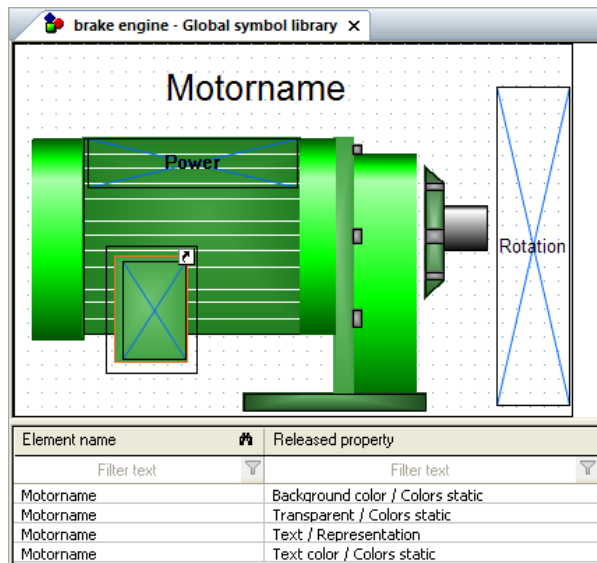 brake engine - Global symbol library
Motorname
Power
Rotation
Element name Released property
Filter text Filter text
Motorname Background color / Colors static
Motorname Transparent / Colors static
Motorname Text / Representation
Motorname Text color / Colors static